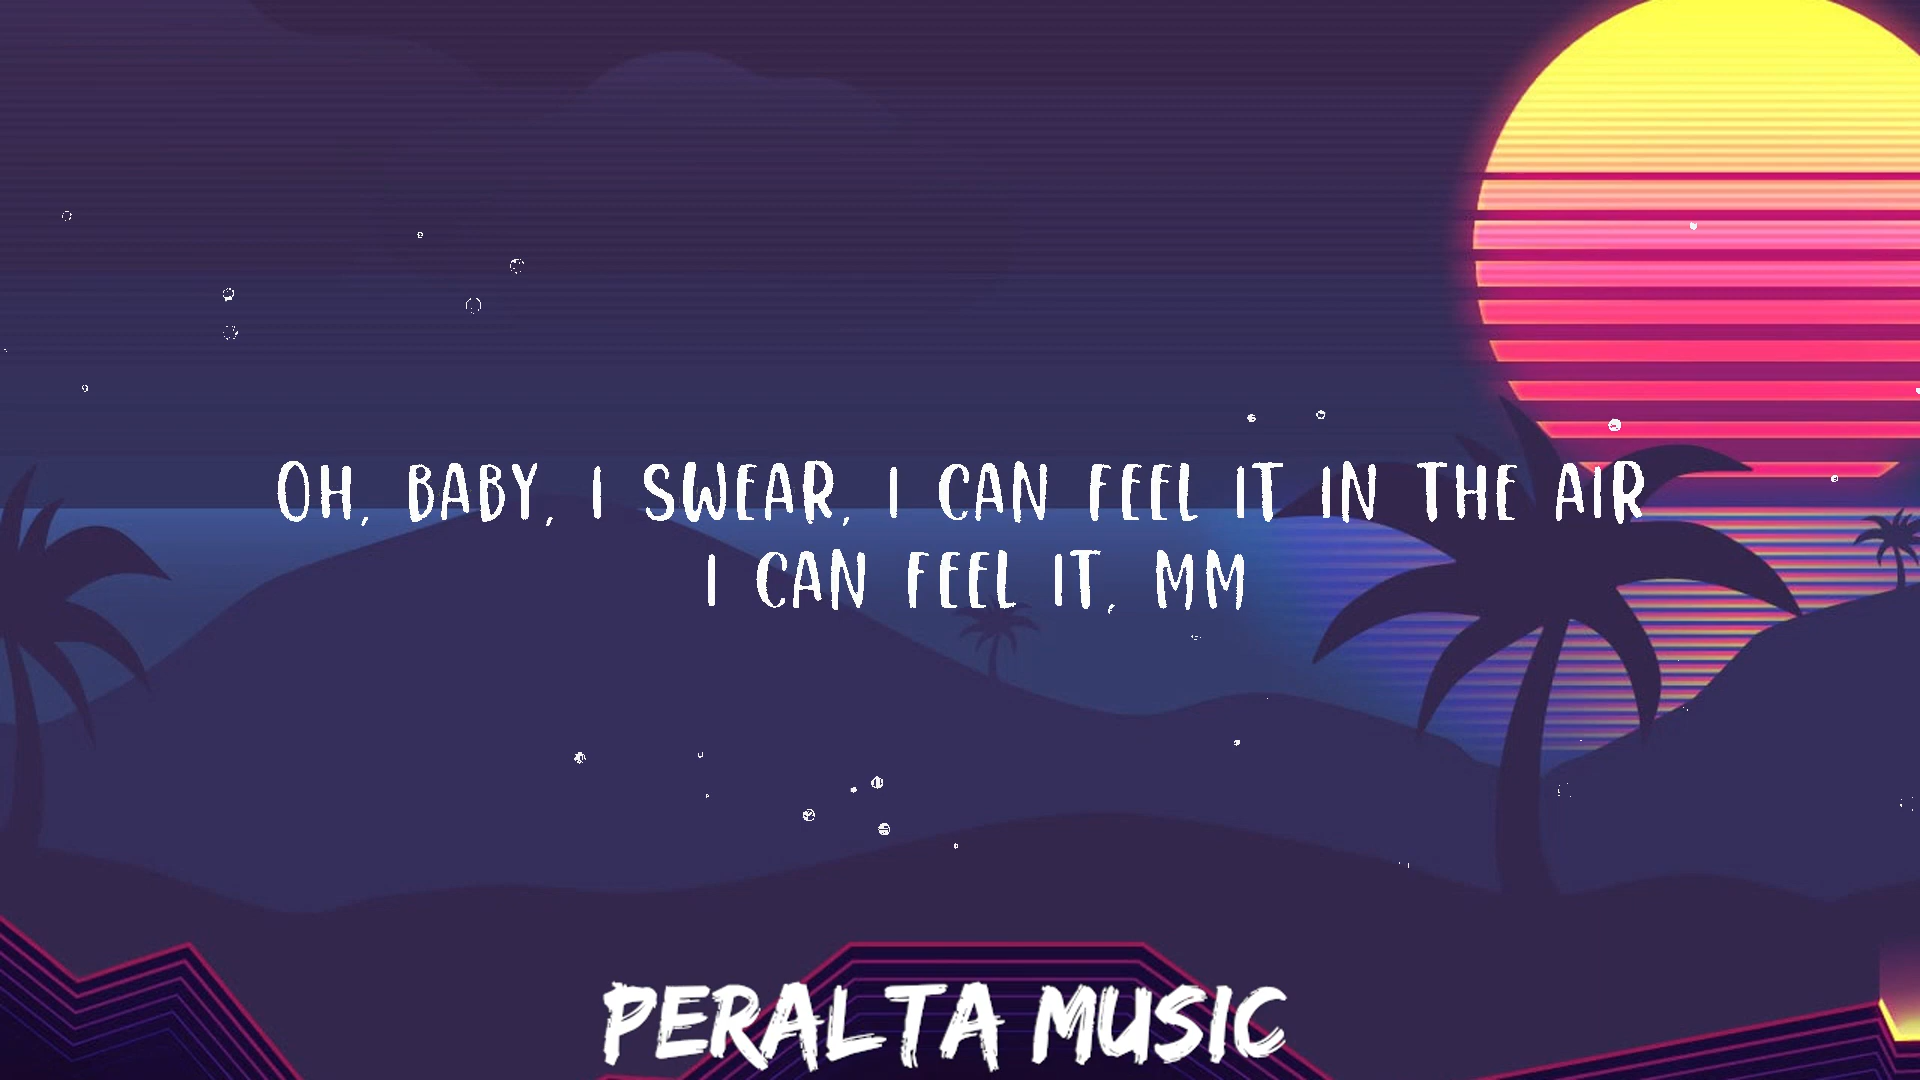 OH, BABY, I SWEAR, I CAN FEEL IT IN THE AIR
I CAN FEEL IT, MM
PERALTA MUSIC